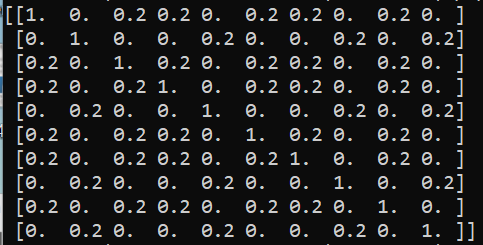 [[1.  0.  0.2 0.2 0.  0.2 0.2 0.  0.2 0. ]
 [0.  1.  0.  0.  0.2 0.  0.  0.2 0.  0.2]
 [0.2 0.  1.  0.2 0.  0.2 0.2 0.  0.2 0. ]
 [0.2 0.  0.2 1.  0.  0.2 0.2 0.  0.2 0. ]
 [0.  0.2 0.  0.  1.  0.  0.  0.2 0.  0.2]
 [0.2 0.  0.2 0.2 0.  1.  0.2 0.  0.2 0. ]
 [0.2 0.  0.2 0.2 0.  0.2 1.  0.  0.2 0. ]
 [0.  0.2 0.  0.  0.2 0.  0.  1.  0.  0.2]
 [0.2 0.  0.2 0.2 0.  0.2 0.2 0.  1.  0. ]
 [0.  0.2 0.  0.  0.2 0.  0.  0.2 0.  1. ]]